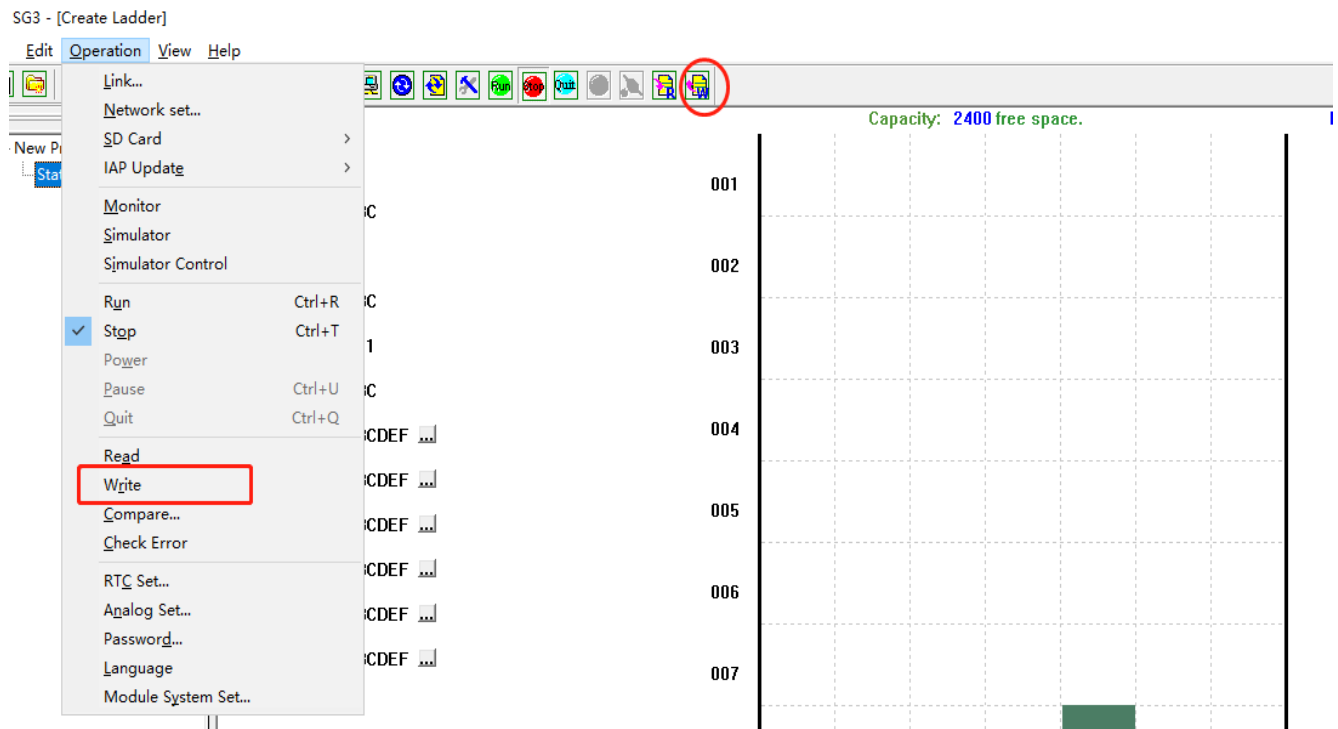 SG3 - [Create Ladder]
Edit Operation View Help
Run Stop Quit R W
Capacity: 2400 free space.
New P
Stat
Link...
Network set...
SD Card
IAP Update
Monitor
Simulator
Simulator Control
Run Ctrl+R
Stop Ctrl+T
Power
Pause Ctrl+U
Quit Ctrl+Q
Read
Write
Compare...
Check Error
RTC Set...
Analog Set...
Password...
Language
Module System Set...
C
C
1
C
CDEF ...
CDEF ...
CDEF ...
CDEF ...
CDEF ...
CDEF ...
001
002
003
004
005
006
007